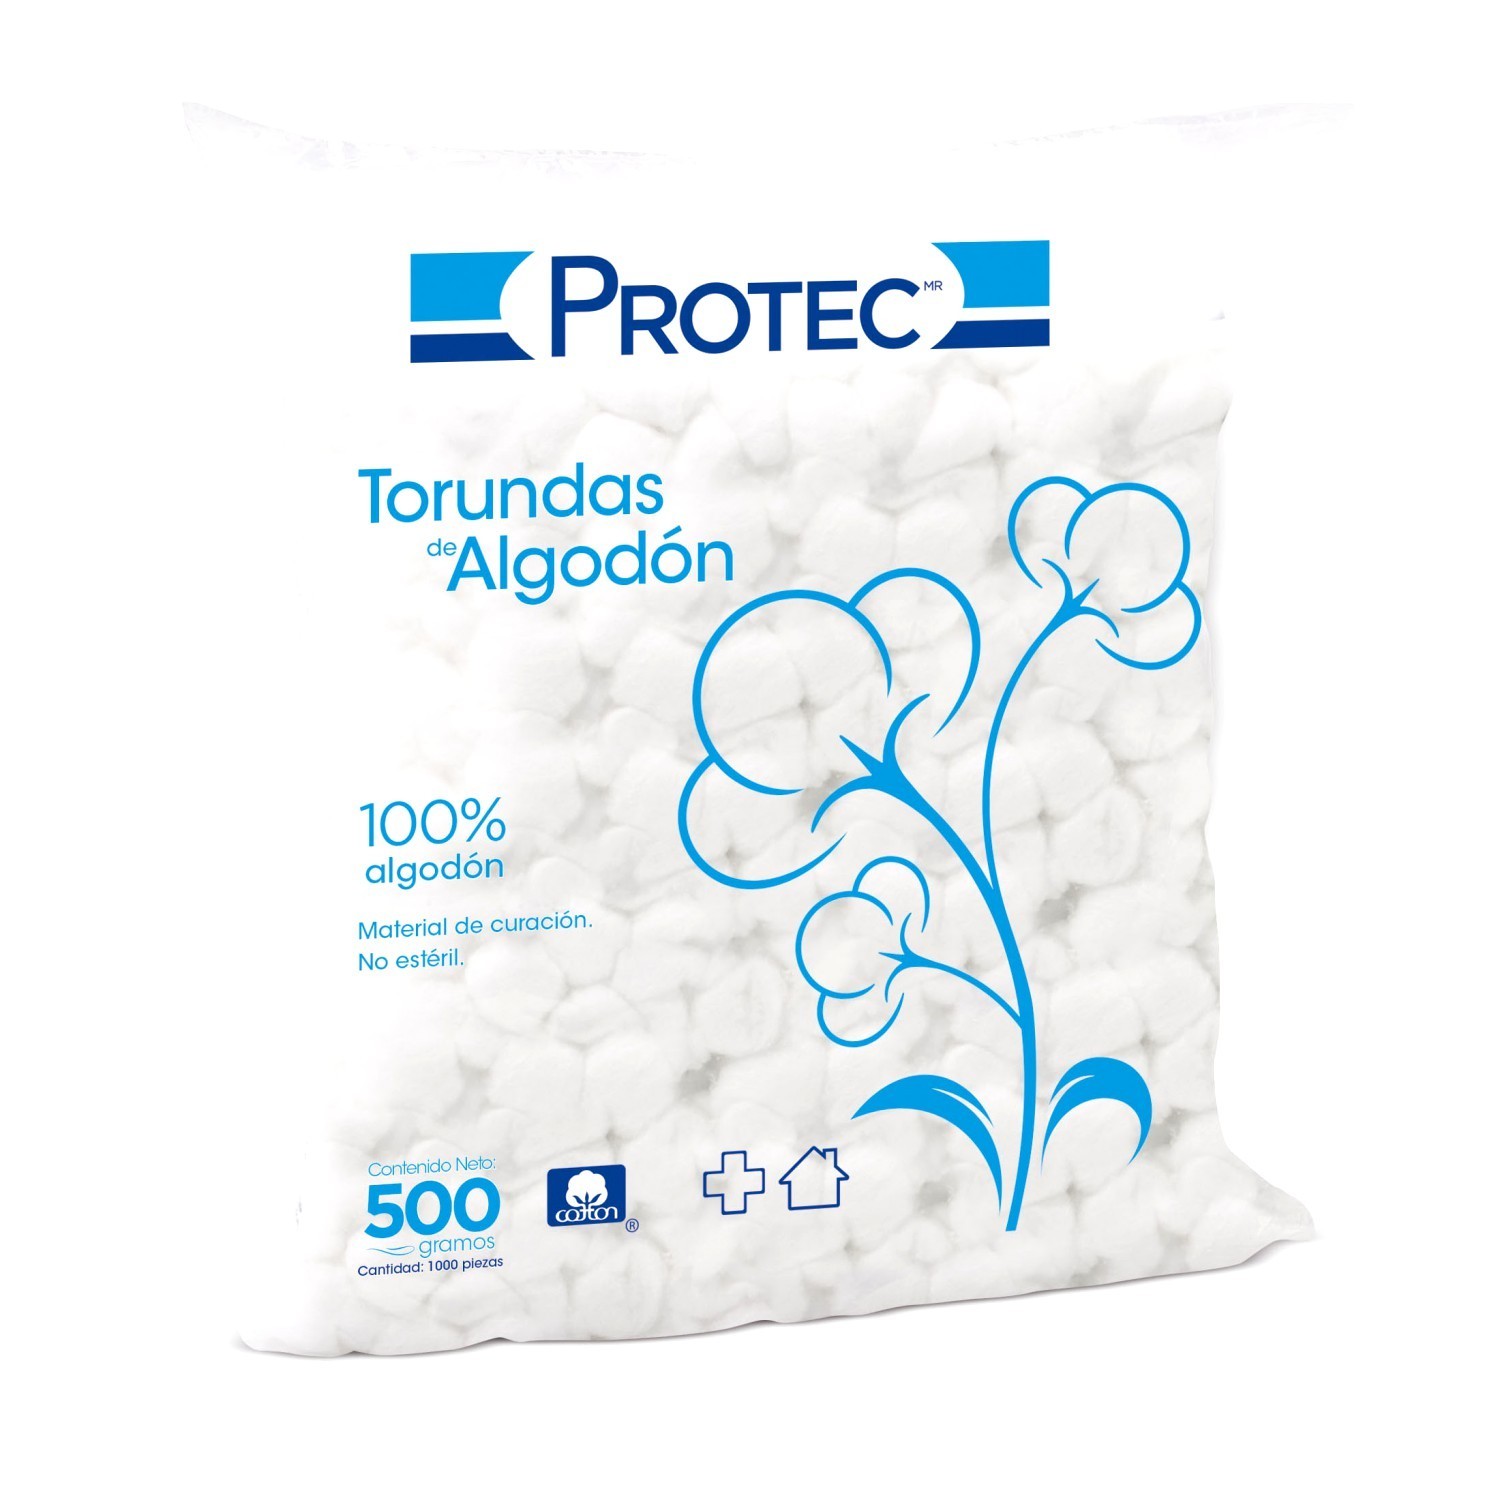 PROTEC MR
Torundas
de Algodón
100%
algodón
Material de curación.
No estéril.
Contenido Neto:
500
gramos
Cantidad: 1000 piezas
cotton ®